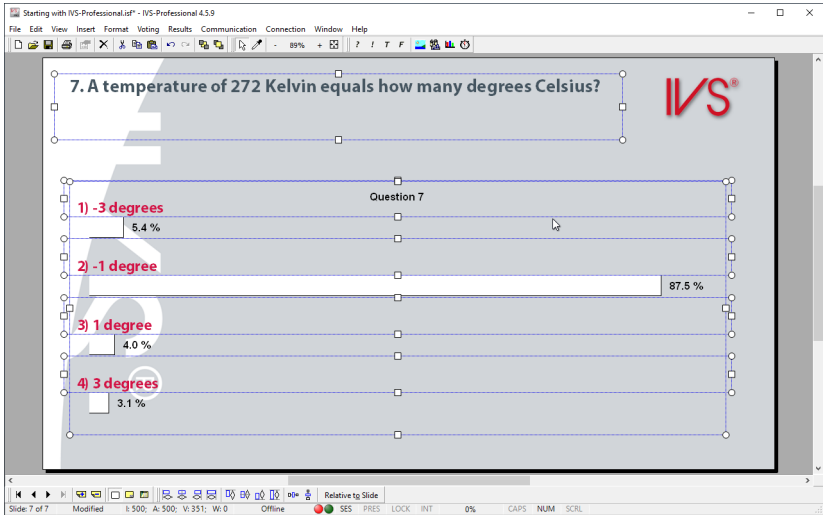 Starting with IVS-Professional.isf* - IVS-Professional 4.5.9
File Edit View Insert Format Voting Results Communication Connection Window Help
- 89% + ? ! T F
7. A temperature of 272 Kelvin equals how many degrees Celsius?
IVS®
Question 7
1) -3 degrees
5.4 %
2) -1 degree
87.5 %
3) 1 degree
4.0 %
4) 3 degrees
3.1 %
Relative to Slide
Slide: 7 of 7 Modified I: 500; A: 500; V: 351; W: 0 Offline SES PRES LOCK INT 0% CAPS NUM SCRL